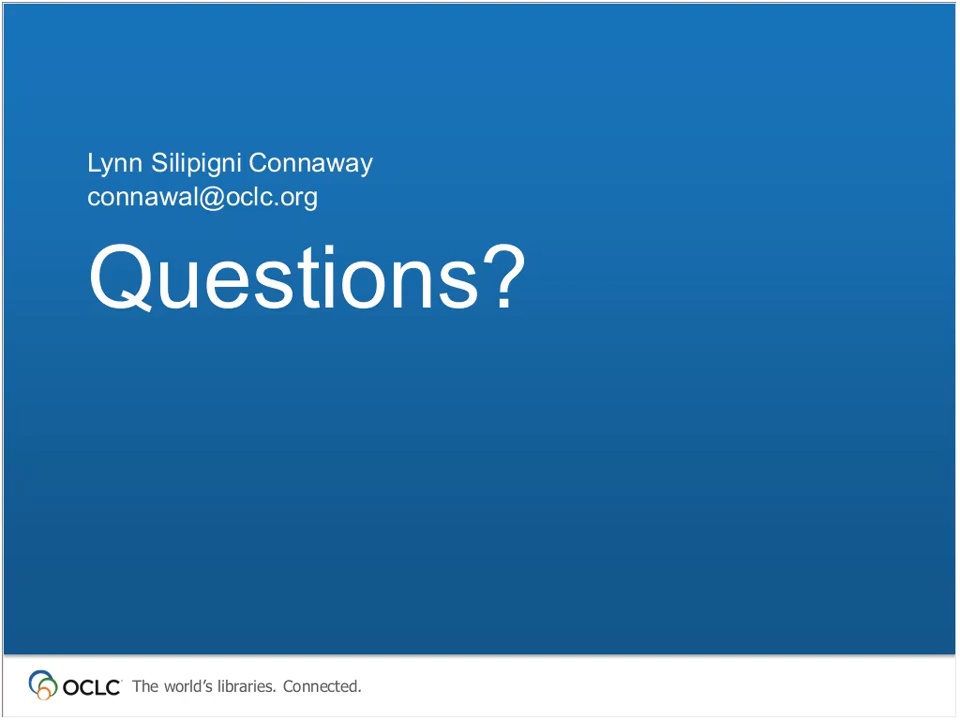 Lynn Silipigni Connaway
connawal@oclc.org
Questions?
OCLC The world's libraries. Connected.